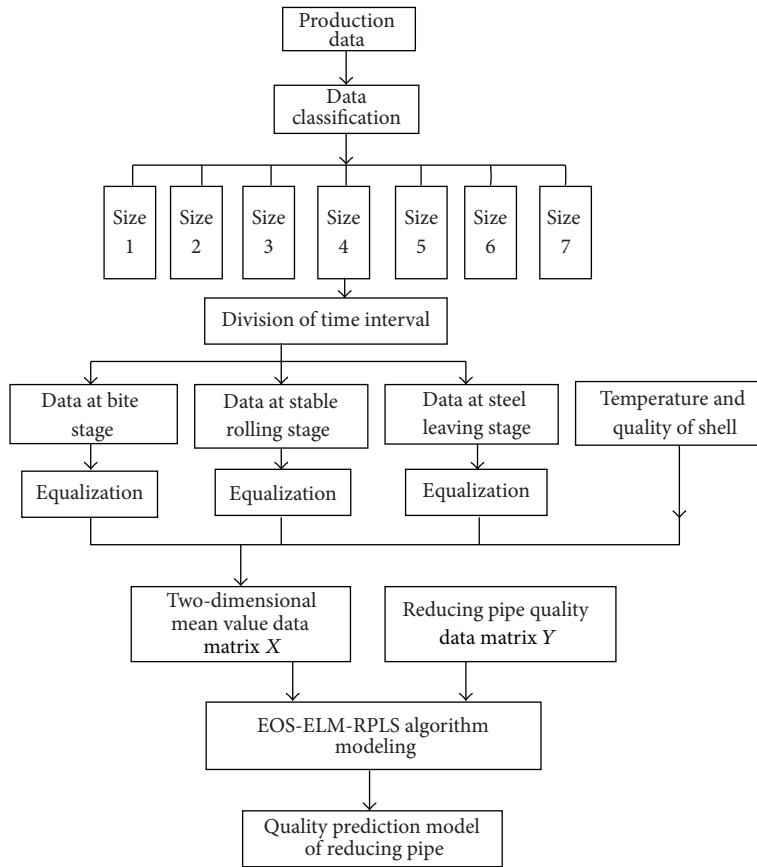 Production
data
Data
classification
Size
1
Size
2
Size
3
Size
4
Size
5
Size
6
Size
7
Division of time interval
Data at bite
stage
Data at stable
rolling stage
Data at steel
leaving stage
Temperature and
quality of shell
Equalization
Equalization
Equalization
Two-dimensional
mean value data
matrix X
Reducing pipe quality
data matrix Y
EOS-ELM-RPLS algorithm
modeling
Quality prediction model
of reducing pipe